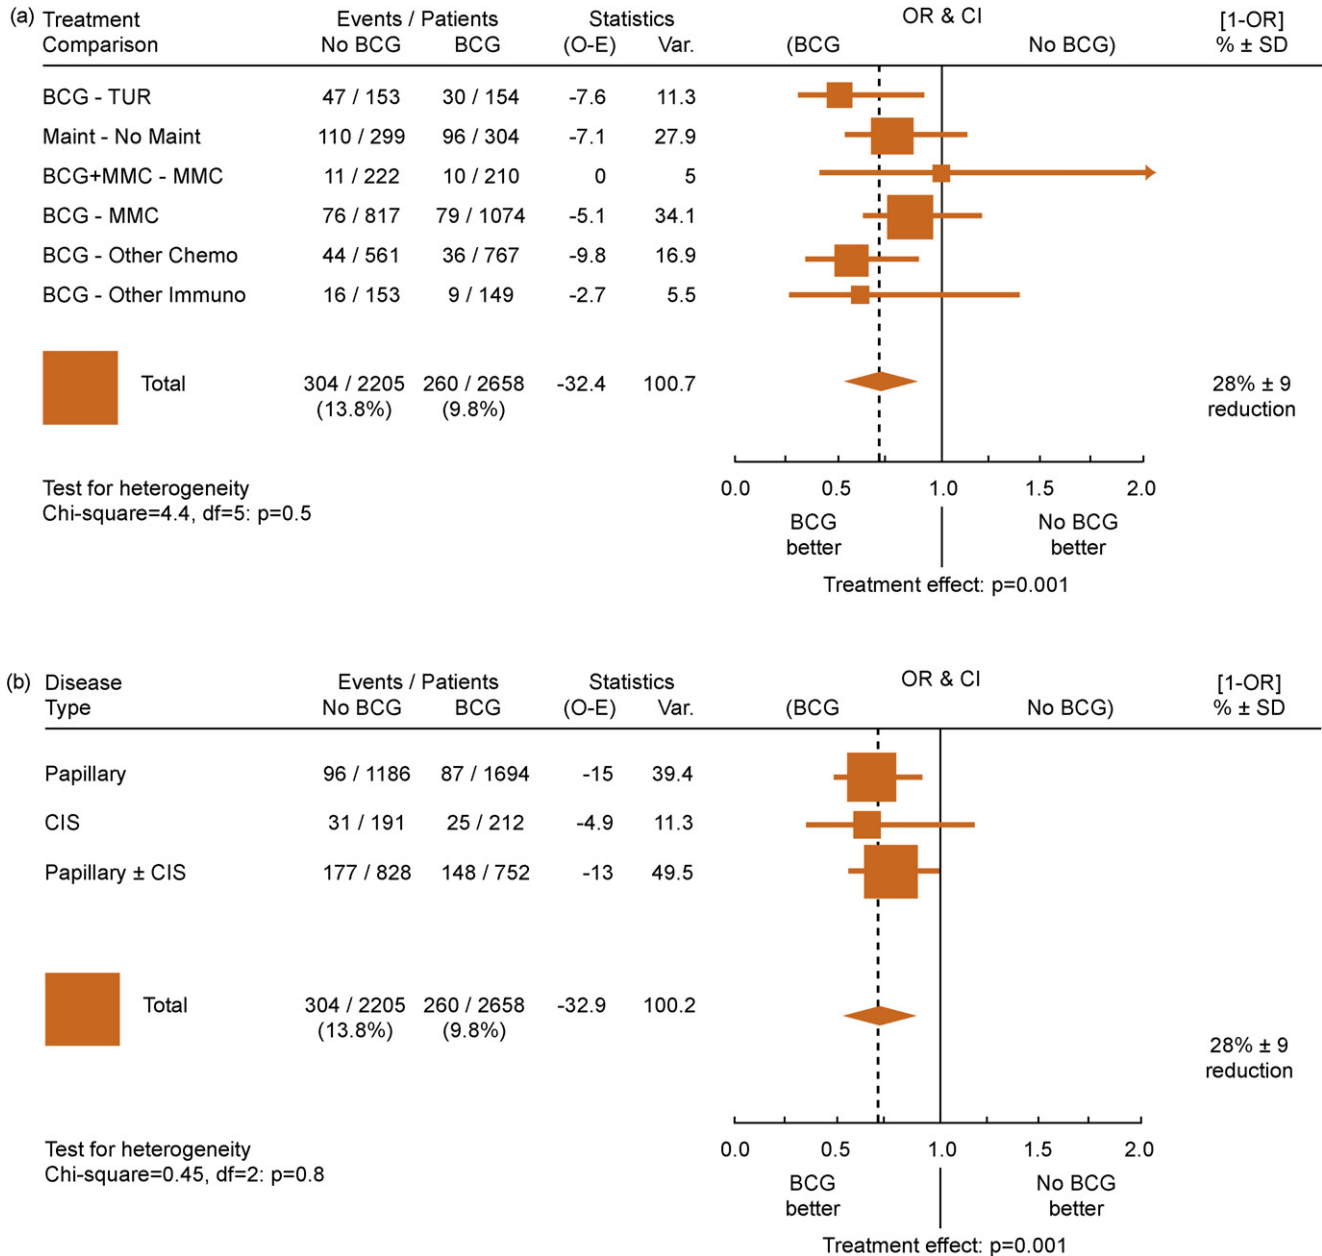 (a) Treatment Events / Patients Statistics OR & CI [1-OR]
Comparison No BCG BCG (O-E) Var. (BCG No BCG) % ± SD
BCG - TUR 47 / 153 30 / 154 -7.6 11.3
Maint - No Maint 110 / 299 96 / 304 -7.1 27.9
BCG+MMC - MMC 11 / 222 10 / 210 0 5
BCG - MMC 76 / 817 79 / 1074 -5.1 34.1
BCG - Other Chemo 44 / 561 36 / 767 -9.8 16.9
BCG - Other Immuno 16 / 153 9 / 149 -2.7 5.5
Total 304 / 2205 260 / 2658 -32.4 100.7 28% ± 9
(13.8%) (9.8%) reduction
Test for heterogeneity 0.0 0.5 1.0 1.5 2.0
Chi-square=4.4, df=5: p=0.5
BCG No BCG
better better
Treatment effect: p=0.001
(b) Disease Events / Patients Statistics OR & CI [1-OR]
Type No BCG BCG (O-E) Var. (BCG No BCG) % ± SD
Papillary 96 / 1186 87 / 1694 -15 39.4
CIS 31 / 191 25 / 212 -4.9 11.3
Papillary ± CIS 177 / 828 148 / 752 -13 49.5
Total 304 / 2205 260 / 2658 -32.9 100.2
(13.8%) (9.8%)
28% ± 9
reduction
Test for heterogeneity 0.0 0.5 1.0 1.5 2.0
Chi-square=0.45, df=2: p=0.8
BCG No BCG
better better
Treatment effect: p=0.001